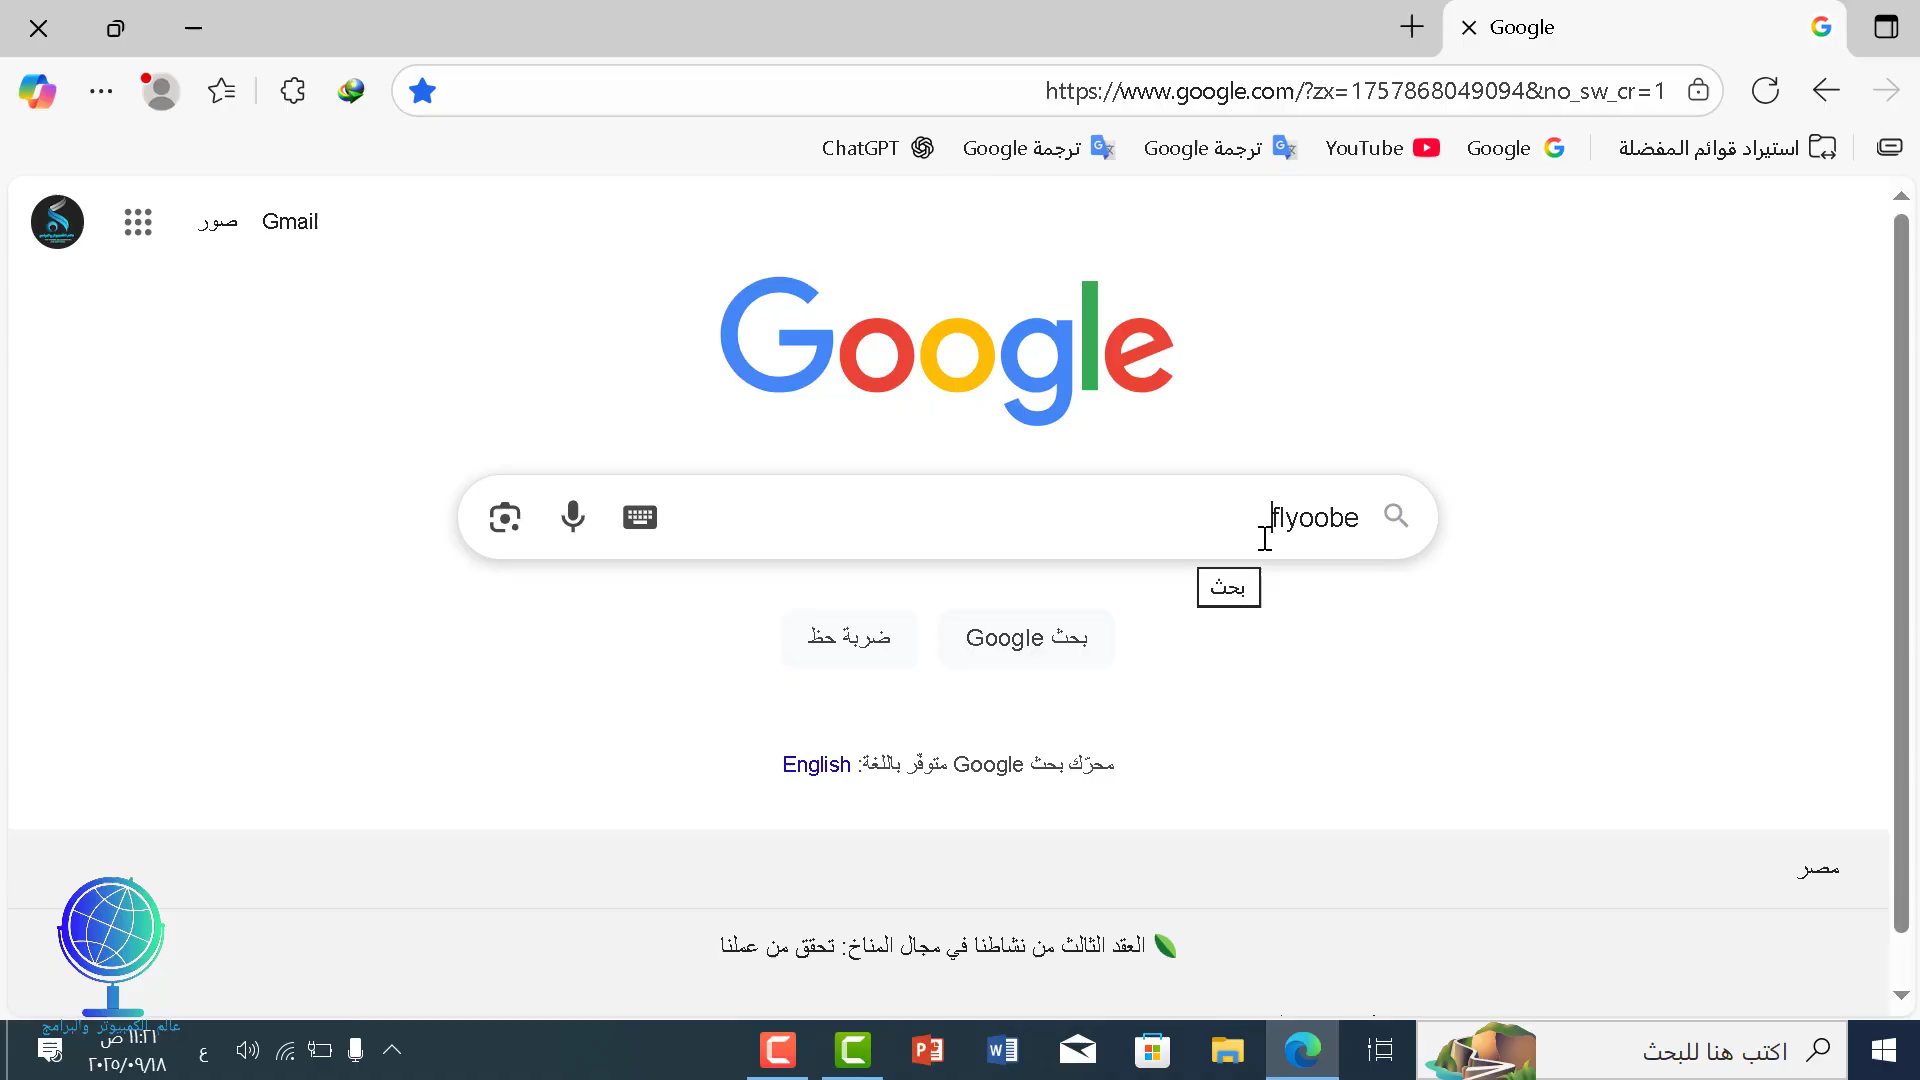 Google
https://www.google.com/?zx=1757868049094&no_sw_cr=1
استيراد قوائم المفضلة
Google
YouTube
ترجمة Google
ترجمة Google
ChatGPT
Gmail
صور
Google
flyoobe
بحث
بحث Google
ضربة حظ
محرّك بحث Google متوفّر باللغة: English
مصر
العقد الثالث من نشاطنا في مجال المناخ: تحقق من عملنا
عالم الكمبيوتر والبرامج
اكتب هنا للبحث
ع
١١:٢١ ص
٢٠٢٥/٠٩/١٨